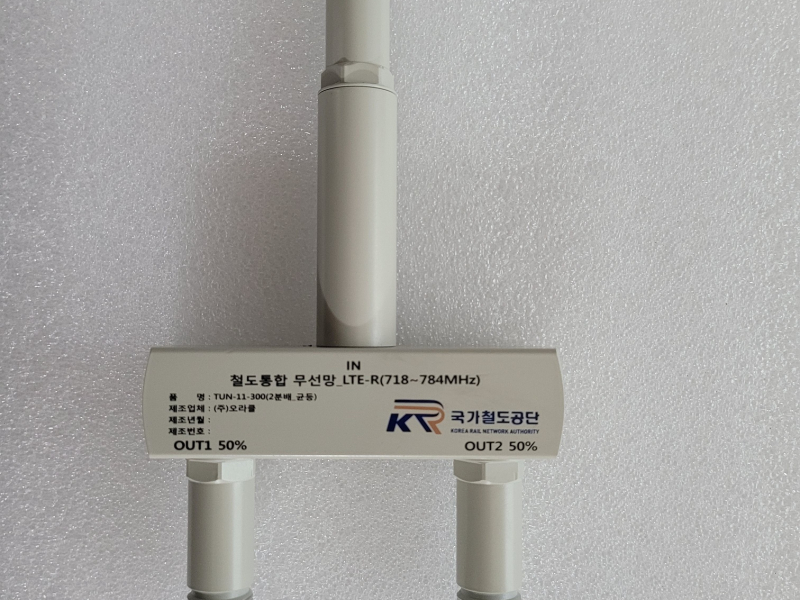 IN
철도통합 무선망_LTE-R(718~784MHz)
품 명 : TUN-11-300(2분배_균등)
제조업체 : (주)오라클
제조년월 :
제조번호 :
KR 국가철도공단
KOREA RAIL NETWORK AUTHORITY
OUT1 50%
OUT2 50%